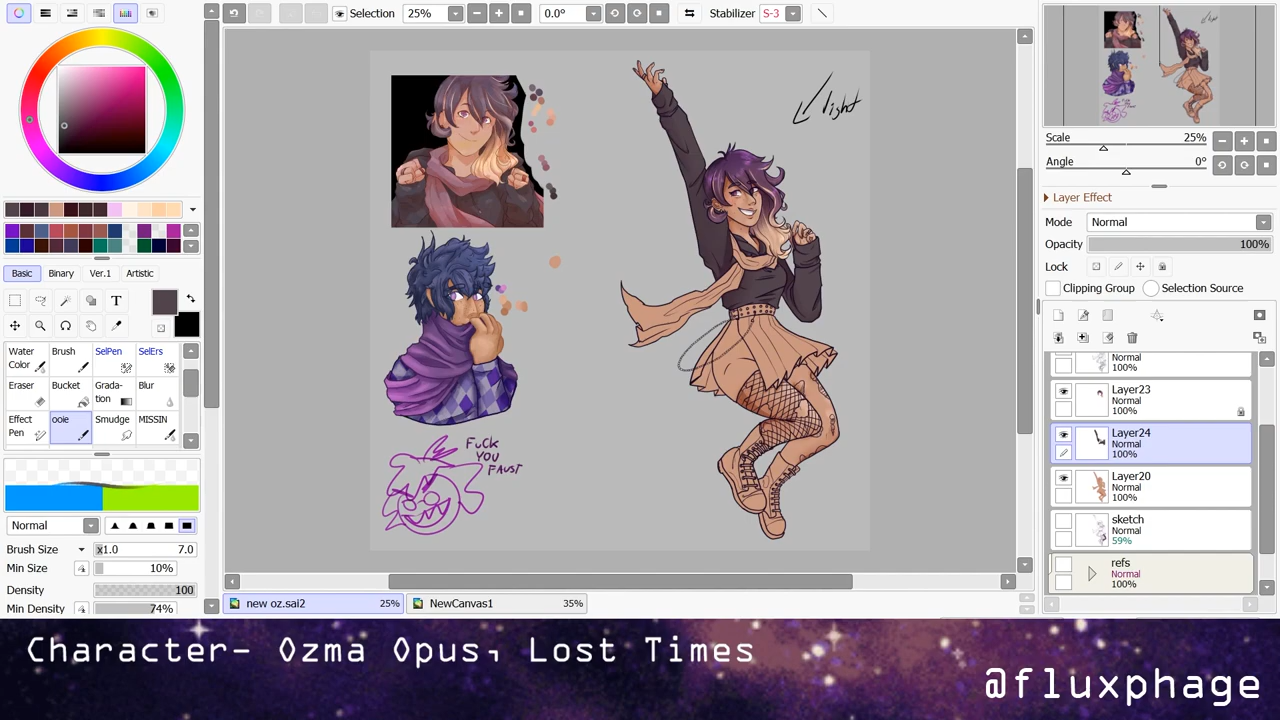 Selection
25%
0.0°
Stabilizer
S-3
light
FUCK
YOU
FAUST
Basic
Binary
Ver.1
Artistic
Water
Color
Brush
SelPen
SelErs
Eraser
Bucket
Grada-
tion
Blur
Effect
Pen
ooie
Smudge
MISSIN
Normal
Brush Size
x1.0
7.0
Min Size
10%
Density
100
Min Density
74%
new oz.sai2
25%
NewCanvas1
35%
Scale
25%
Angle
0°
Layer Effect
Mode
Normal
Opacity
100%
Lock
Clipping Group
Selection Source
Normal
100%
Layer23
Normal
100%
Layer24
Normal
100%
Layer20
Normal
100%
sketch
Normal
59%
refs
Normal
100%
Character- Ozma Opus, Lost Times
@fluxphage